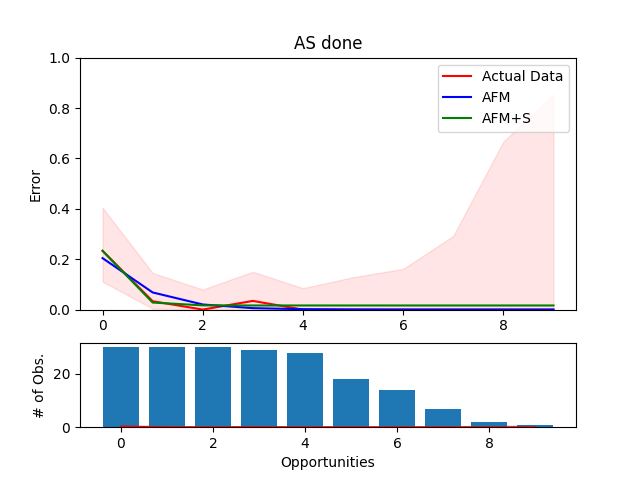 AS done
1.0
0.8
0.6
0.4
0.2
0.0
Error
0 2 4 6 8
Actual Data
AFM
AFM+S
20
0
# of Obs.
0 2 4 6 8
Opportunities